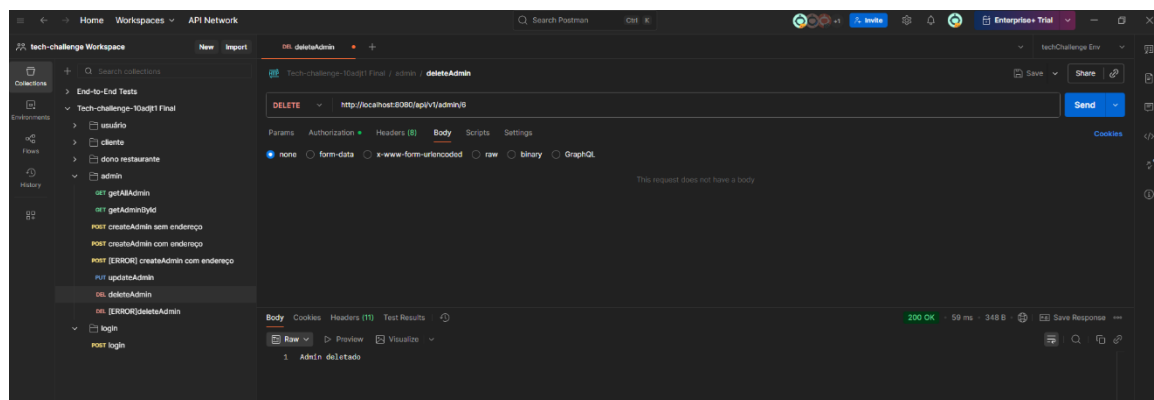 Home Workspaces API Network Search Postman Ctrl K +1 Invite Enterprise+ Trial
tech-challenge Workspace New Import DEL deleteAdmin techChallenge Env
Collections Search collections Tech-challenge-10adjt1 Final / admin / deleteAdmin Save Share
End-to-End Tests
Environments Tech-challenge-10adjt1 Final DELETE http://localhost:8080/api/v1/admin/6 Send
usuário
Flows cliente Params Authorization Headers (8) Body Scripts Settings Cookies
dono restaurante none form-data x-www-form-urlencoded raw binary GraphQL
History admin This request does not have a body
GET getAllAdmin
GET getAdminById
POST createAdmin sem endereço
POST createAdmin com endereço
POST [ERROR] createAdmin com endereço
PUT updateAdmin
DEL deleteAdmin
DEL [ERROR]deleteAdmin Body Cookies Headers (11) Test Results 200 OK 59 ms 348 B Save Response
login Raw Preview Visualize
POST login 1 Admin deletado